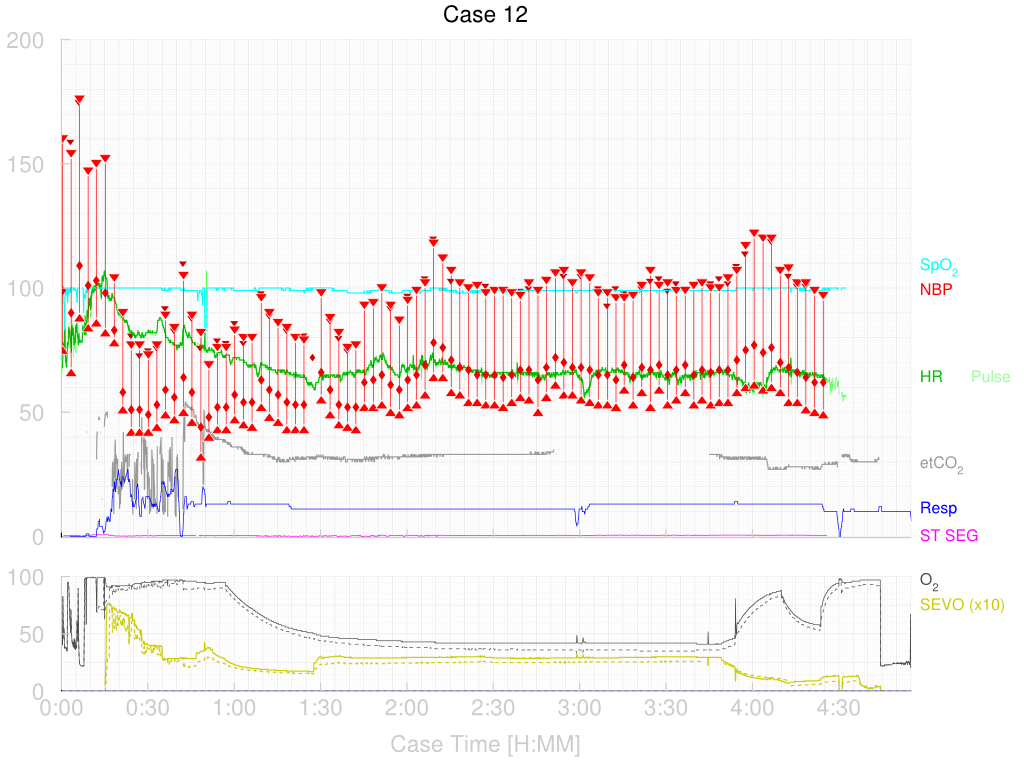 Case 12
200
150
100
50
0
SpO2
NBP
HR Pulse
etCO2
Resp
ST SEG
100
50
0
O2
SEVO (x10)
0:00 0:30 1:00 1:30 2:00 2:30 3:00 3:30 4:00 4:30
Case Time [H:MM]